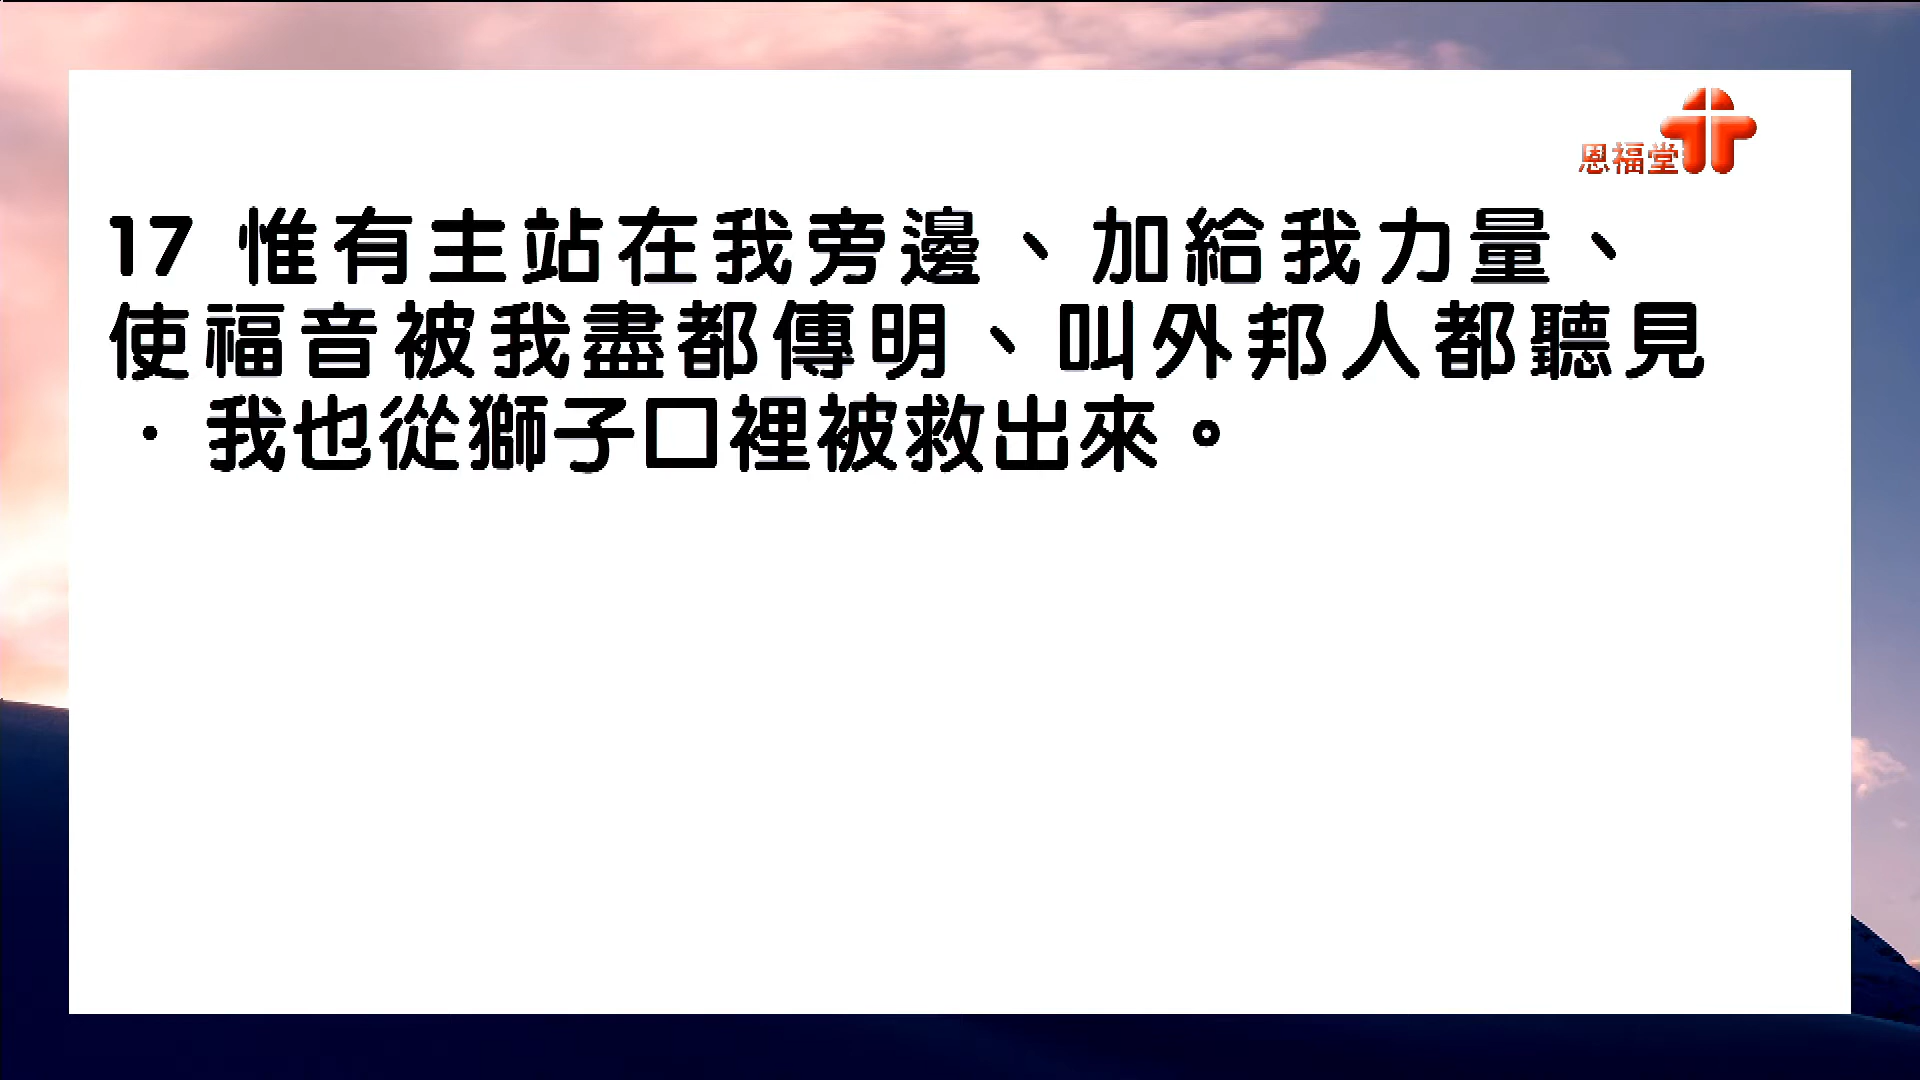 恩福堂
17 惟有主站在我旁邊、加給我力量、
使福音被我盡都傳明、叫外邦人都聽見
．我也從獅子口裡被救出來。